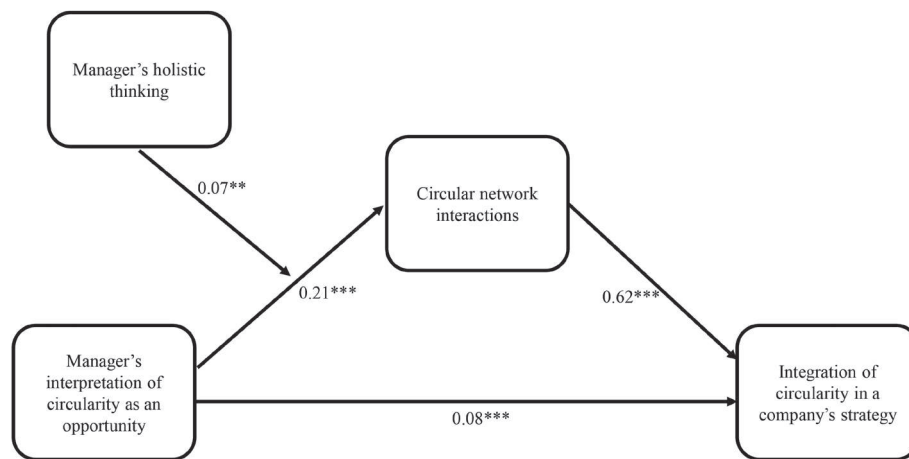 Manager’s holistic
thinking
0.07**
Circular network
interactions
0.21***
0.62***
Manager’s
interpretation of
circularity as an
opportunity
0.08***
Integration of
circularity in a
company’s strategy